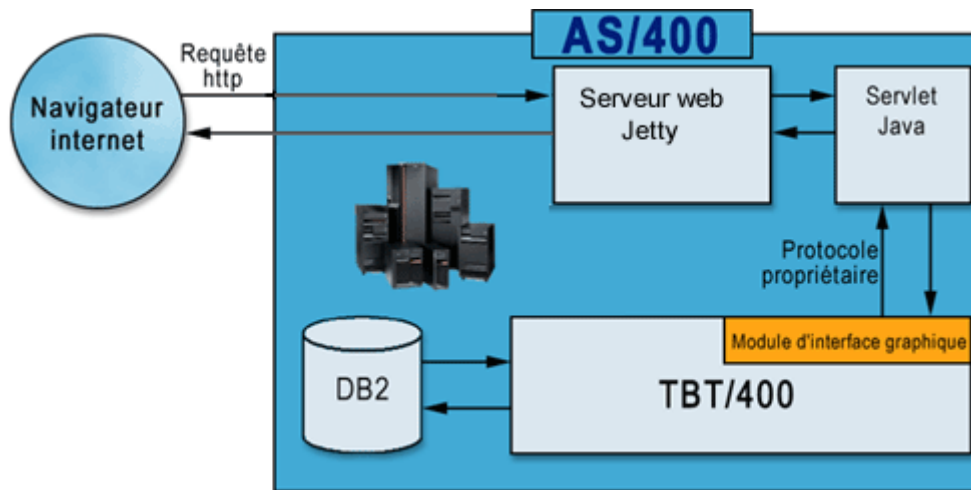 AS/400
Requête
http
Navigateur
internet
Serveur web
Jetty
Servlet
Java
Protocole
propriétaire
Module d'interface graphique
DB2
TBT/400